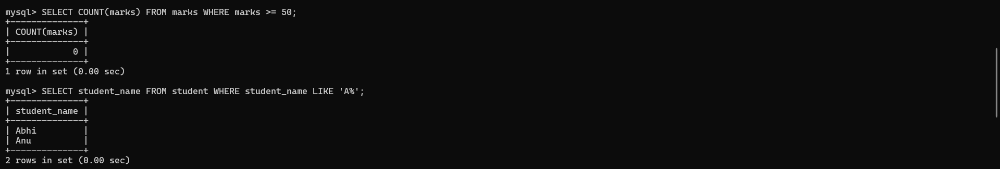 mysql> SELECT COUNT(marks) FROM marks WHERE marks >= 50;
+--------------+
| COUNT(marks) |
+--------------+
|            0 |
+--------------+
1 row in set (0.00 sec)

mysql> SELECT student_name FROM student WHERE student_name LIKE 'A%';
+--------------+
| student_name |
+--------------+
| Abhi         |
| Anu          |
+--------------+
2 rows in set (0.00 sec)